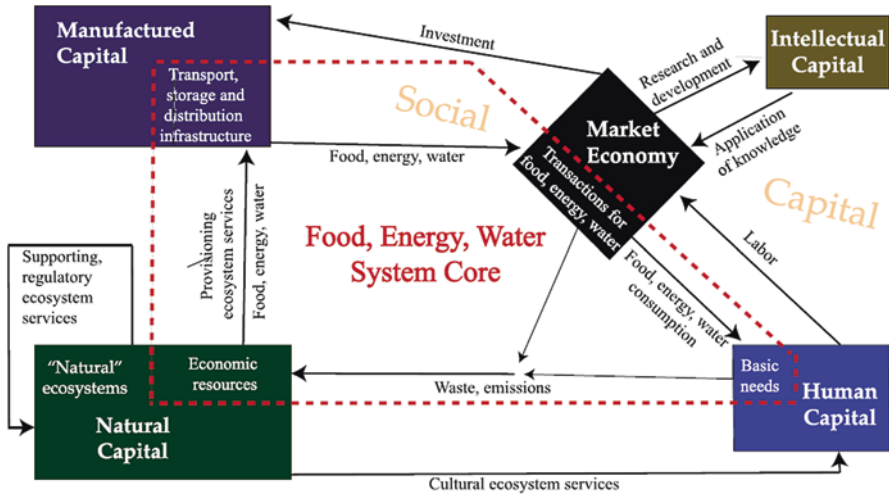 Manufactured
Capital
Transport,
storage and
distribution
infrastructure
Investment
Social
Food, energy, water
Market
Economy
Transactions for
food, energy, water
Research and
development
Intellectual
Capital
Application
of knowledge
Capital
Labor
Food, Energy, Water
System Core
Provisioning
ecosystem services
Food, energy, water
Food, energy, water
consumption
Supporting,
regulatory
ecosystem
services
"Natural"
ecosystems
Economic
resources
Natural
Capital
Waste, emissions
Basic
needs
Human
Capital
Cultural ecosystem services